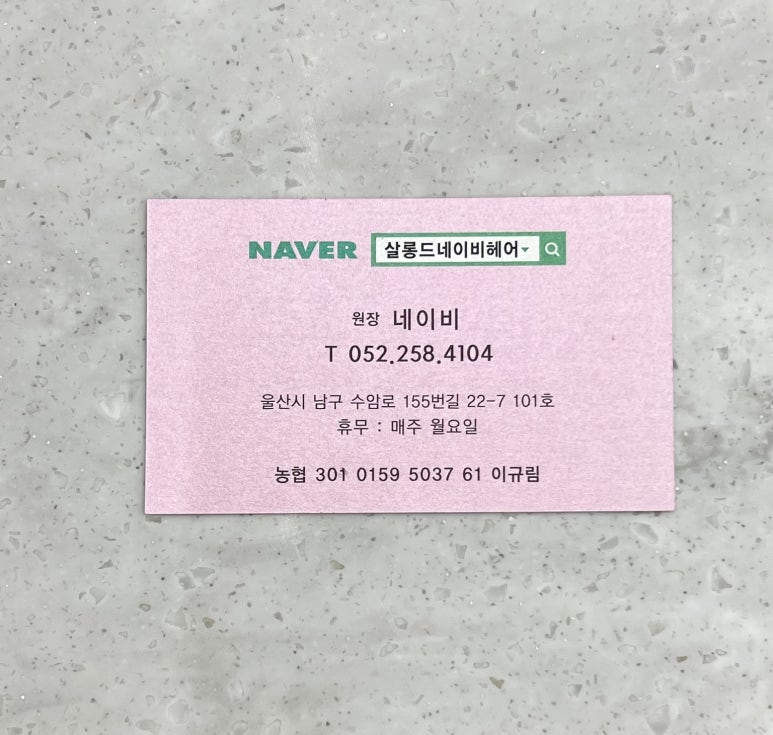 NAVER 살롱드네이비헤어
원장 네이비
T 052.258.4104
울산시 남구 수암로 155번길 22-7 101호
휴무 : 매주 월요일
농협 301 0159 5037 61 이규림